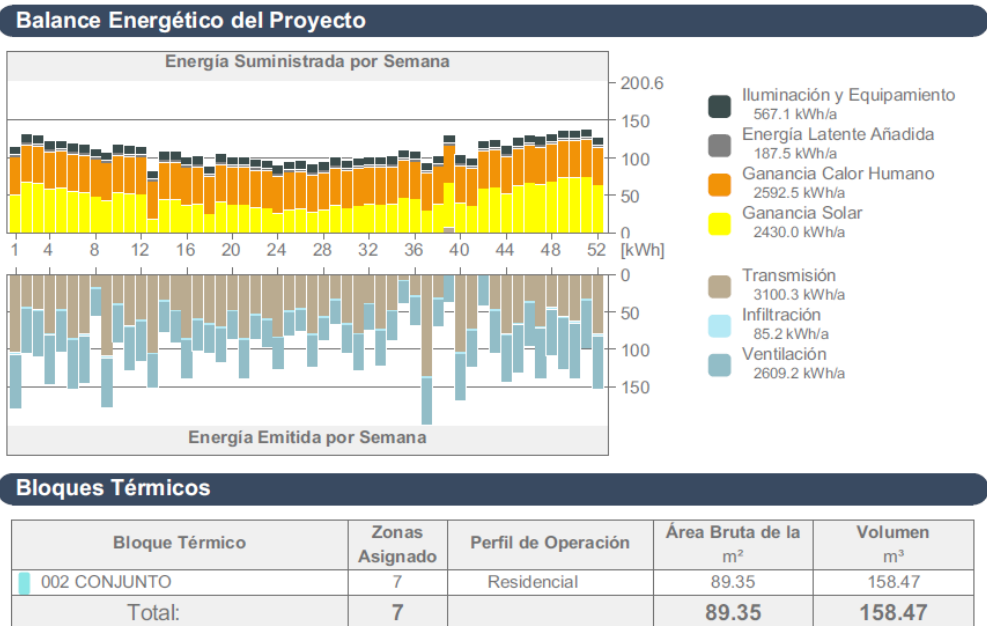 Balance Energético del Proyecto
Energía Suministrada por Semana
200.6
150
100
50
0
1 4 8 12 16 20 24 28 32 36 40 44 48 52 [kWh]
0
50
100
150
Energía Emitida por Semana
Iluminación y Equipamiento
567.1 kWh/a
Energía Latente Añadida
187.5 kWh/a
Ganancia Calor Humano
2592.5 kWh/a
Ganancia Solar
2430.0 kWh/a
Transmisión
3100.3 kWh/a
Infiltración
85.2 kWh/a
Ventilación
2609.2 kWh/a
Bloques Térmicos
Bloque Térmico Zonas Asignado Perfil de Operación Área Bruta de la m² Volumen m³
002 CONJUNTO 7 Residencial 89.35 158.47
Total: 7 89.35 158.47